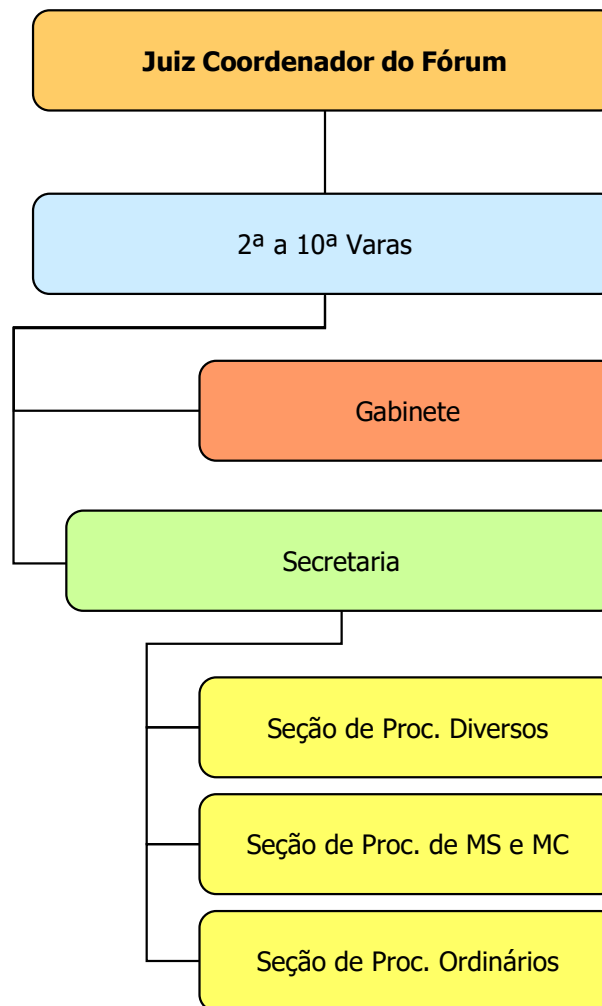 Juiz Coordenador do Fórum
2ª a 10ª Varas
Gabinete
Secretaria
Seção de Proc. Diversos
Seção de Proc. de MS e MC
Seção de Proc. Ordinários